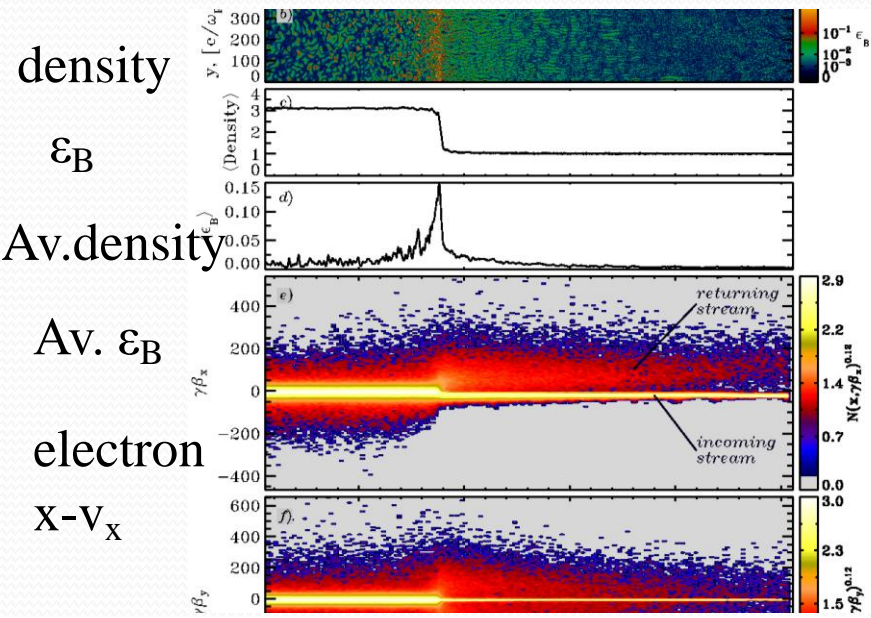 density
εB
Av.density
Av. εB
electron
x-vx
b)
y, [c/ω
300
200
100
0
10⁻¹
10⁻²
10⁻³
0
εB
c)
⟨Density⟩
4
3
2
1
0
d)
B⟩
0.15
0.10
0.05
0.00
e)
γβx
400
200
0
−200
−400
returning
stream
incoming
stream
2.9
2.2
1.4
0.7
0.0
N(x,γβx)^0.12
f)
γβy
600
400
200
0
3.0
2.3
1.5
γβy)^0.12